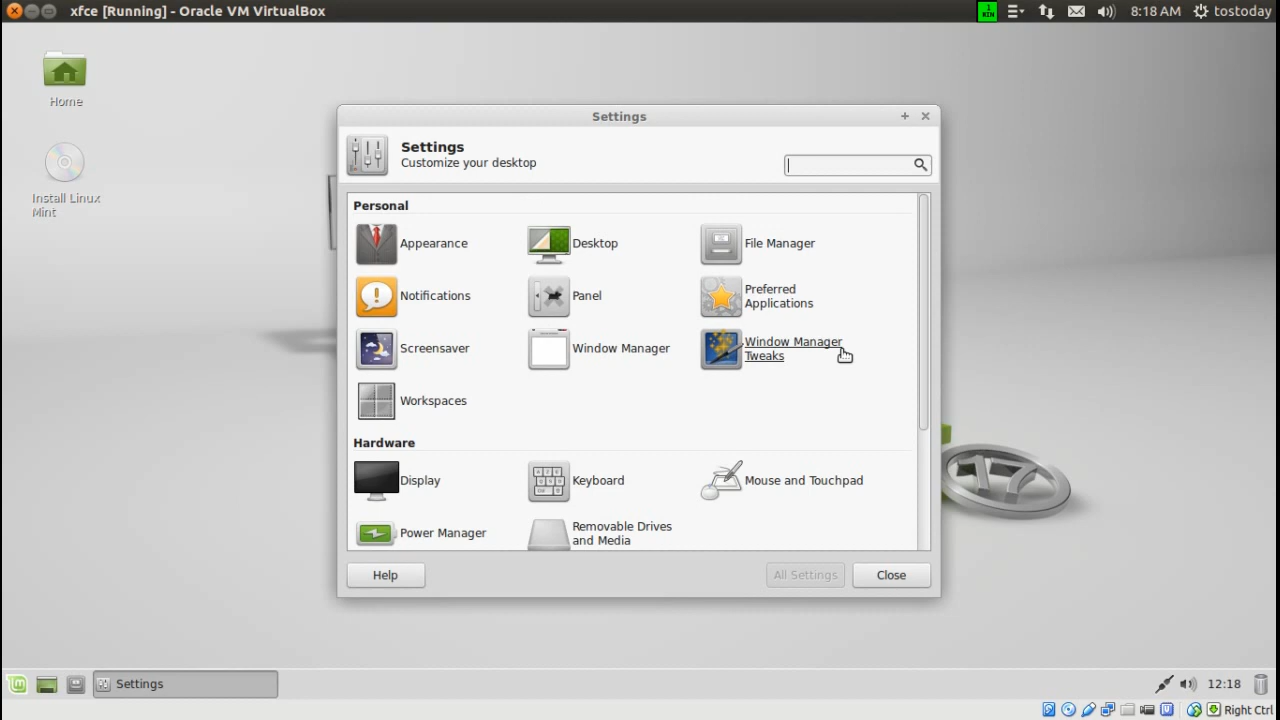 xfce [Running] - Oracle VM VirtualBox
8:18 AM
tostoday
Home
Install Linux
Mint
Settings
Settings
Customize your desktop
Personal
Appearance
Desktop
File Manager
Notifications
Panel
Preferred
Applications
Screensaver
Window Manager
Window Manager
Tweaks
Workspaces
Hardware
Display
Keyboard
Mouse and Touchpad
Power Manager
Removable Drives
and Media
17
Help
All Settings
Close
Settings
12:18
Right Ctrl